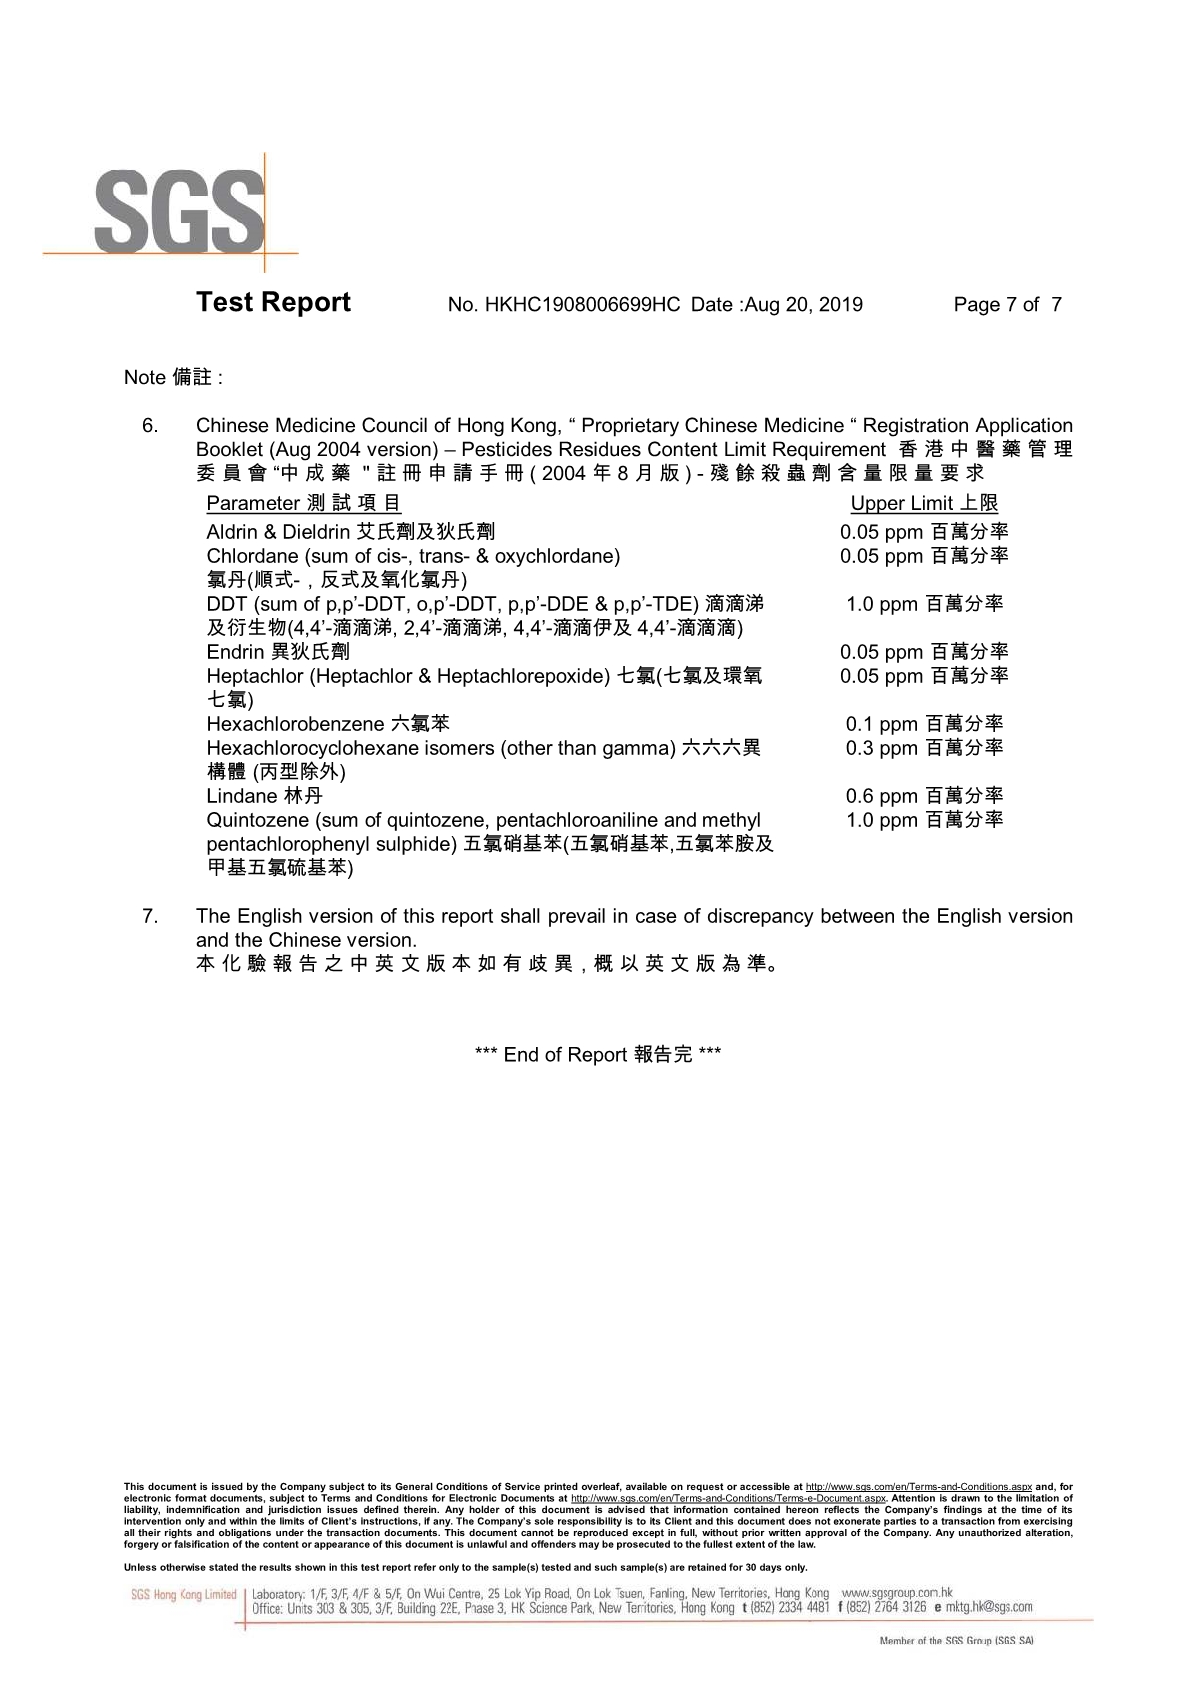 SGS
Test Report No. HKHC1908006699HC Date :Aug 20, 2019 Page 7 of 7
Note 備註 :
6. Chinese Medicine Council of Hong Kong, “ Proprietary Chinese Medicine “ Registration Application
Booklet (Aug 2004 version) – Pesticides Residues Content Limit Requirement 香 港 中 醫 藥 管 理
委 員 會 “中 成 藥 " 註 冊 申 請 手 冊 ( 2004 年 8 月 版 ) - 殘 餘 殺 蟲 劑 含 量 限 量 要 求
Parameter 測 試 項 目 Upper Limit 上限
Aldrin & Dieldrin 艾氏劑及狄氏劑 0.05 ppm 百萬分率
Chlordane (sum of cis-, trans- & oxychlordane) 0.05 ppm 百萬分率
氯丹(順式- , 反式及氧化氯丹)
DDT (sum of p,p’-DDT, o,p’-DDT, p,p’-DDE & p,p’-TDE) 滴滴涕 1.0 ppm 百萬分率
及衍生物(4,4’-滴滴涕, 2,4’-滴滴涕, 4,4’-滴滴伊及 4,4’-滴滴滴)
Endrin 異狄氏劑 0.05 ppm 百萬分率
Heptachlor (Heptachlor & Heptachlorepoxide) 七氯(七氯及環氧 0.05 ppm 百萬分率
七氯)
Hexachlorobenzene 六氯苯 0.1 ppm 百萬分率
Hexachlorocyclohexane isomers (other than gamma) 六六六異 0.3 ppm 百萬分率
構體 (丙型除外)
Lindane 林丹 0.6 ppm 百萬分率
Quintozene (sum of quintozene, pentachloroaniline and methyl 1.0 ppm 百萬分率
pentachlorophenyl sulphide) 五氯硝基苯(五氯硝基苯,五氯苯胺及
甲基五氯硫基苯)
7. The English version of this report shall prevail in case of discrepancy between the English version
and the Chinese version.
本 化 驗 報 告 之 中 英 文 版 本 如 有 歧 異 , 概 以 英 文 版 為 準。
*** End of Report 報告完 ***
This document is issued by the Company subject to its General Conditions of Service printed overleaf, available on request or accessible at http://www.sgs.com/en/Terms-and-Conditions.aspx and, for
electronic format documents, subject to Terms and Conditions for Electronic Documents at http://www.sgs.com/en/Terms-and-Conditions/Terms-e-Document.aspx. Attention is drawn to the limitation of
liability, indemnification and jurisdiction issues defined therein. Any holder of this document is advised that information contained hereon reflects the Company's findings at the time of its
intervention only and within the limits of Client's instructions, if any. The Company's sole responsibility is to its Client and this document does not exonerate parties to a transaction from exercising
all their rights and obligations under the transaction documents. This document cannot be reproduced except in full, without prior written approval of the Company. Any unauthorized alteration,
forgery or falsification of the content or appearance of this document is unlawful and offenders may be prosecuted to the fullest extent of the law.
Unless otherwise stated the results shown in this test report refer only to the sample(s) tested and such sample(s) are retained for 30 days only.
SGS Hong Kong Limited Laboratory: 1/F, 3/F, 4/F & 5/F, On Wui Centre, 25 Lok Yip Road, On Lok Tsuen, Fanling, New Territories, Hong Kong www.sgsgroup.com.hk
Office: Units 303 & 305, 3/F, Building 22E, Phase 3, HK Science Park, New Territories, Hong Kong t (852) 2334 4481 f (852) 2764 3126 e mktg.hk@sgs.com
Member of the SGS Group (SGS SA)